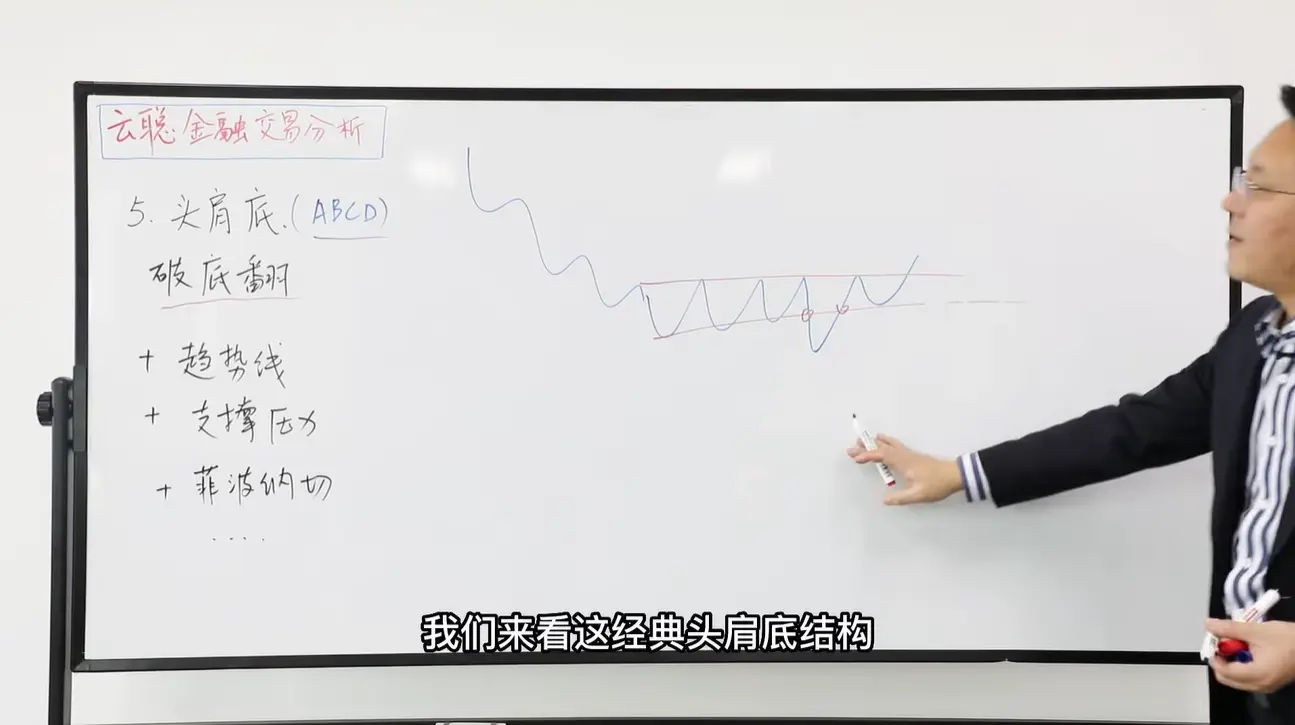 云聪金融交易分析
5. 头肩底.(ABCD)
破底翻
+ 趋势线
+ 支撑压力
+ 菲波纳切
....
我们来看这经典头肩底结构